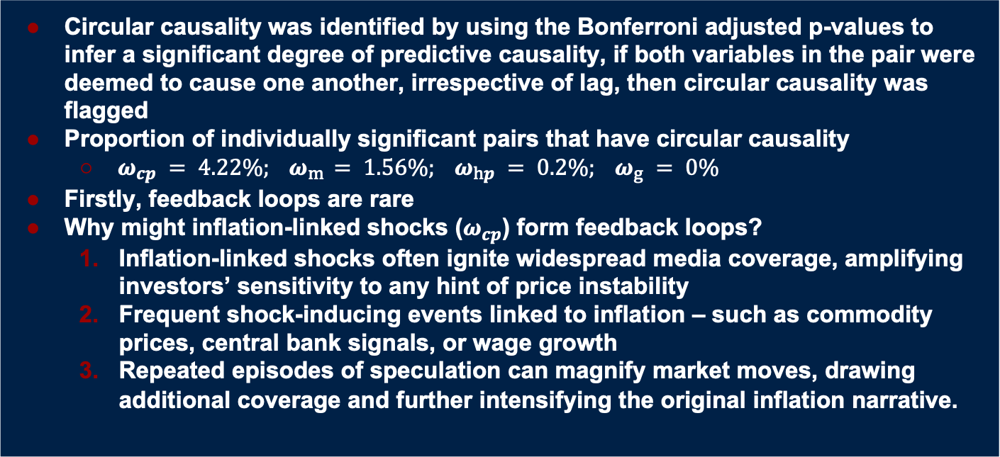 ● Circular causality was identified by using the Bonferroni adjusted p-values to
infer a significant degree of predictive causality, if both variables in the pair were
deemed to cause one another, irrespective of lag, then circular causality was
flagged
● Proportion of individually significant pairs that have circular causality
○ ω_cp = 4.22%; ω_m = 1.56%; ω_hp = 0.2%; ω_g = 0%
● Firstly, feedback loops are rare
● Why might inflation-linked shocks (ω_cp) form feedback loops?
1. Inflation-linked shocks often ignite widespread media coverage, amplifying
investors’ sensitivity to any hint of price instability
2. Frequent shock-inducing events linked to inflation – such as commodity
prices, central bank signals, or wage growth
3. Repeated episodes of speculation can magnify market moves, drawing
additional coverage and further intensifying the original inflation narrative.